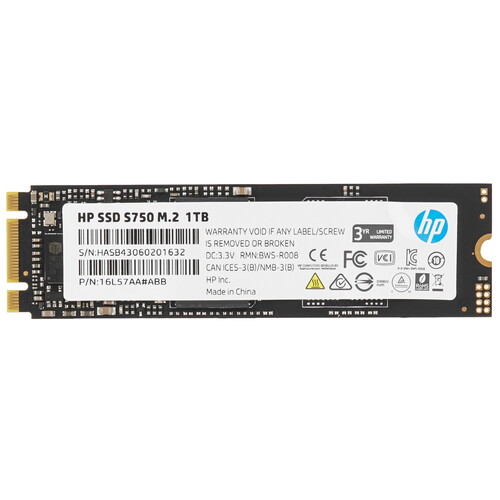 HP SSD S750 M.2 1TB
S/N:HASB43060201632
P/N:16L57AA#ABB
WARRANTY VOID IF ANY LABEL/SCREW
IS REMOVED OR BROKEN
DC:3.3V RMN:BWS-R008
CAN ICES-3(B)/NMB-3(B)
HP Inc.
Made in China
3YR LIMITED
WARRANTY
hp
FC
VCI